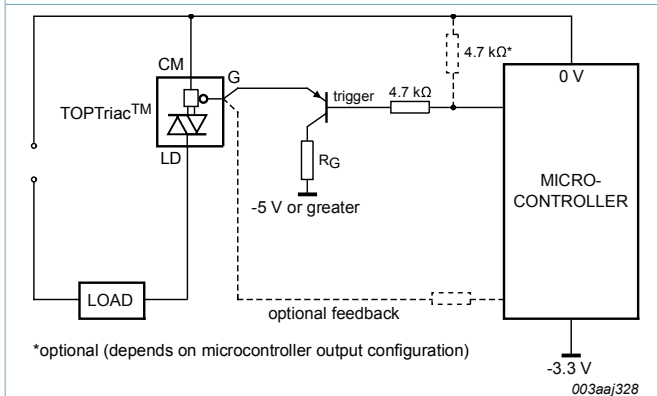 CM
G
TOPTriac™
LD
trigger
4.7 kΩ
4.7 kΩ*
0 V
RG
-5 V or greater
MICRO-
CONTROLLER
LOAD
optional feedback
*optional (depends on microcontroller output configuration)
-3.3 V
003aaj328